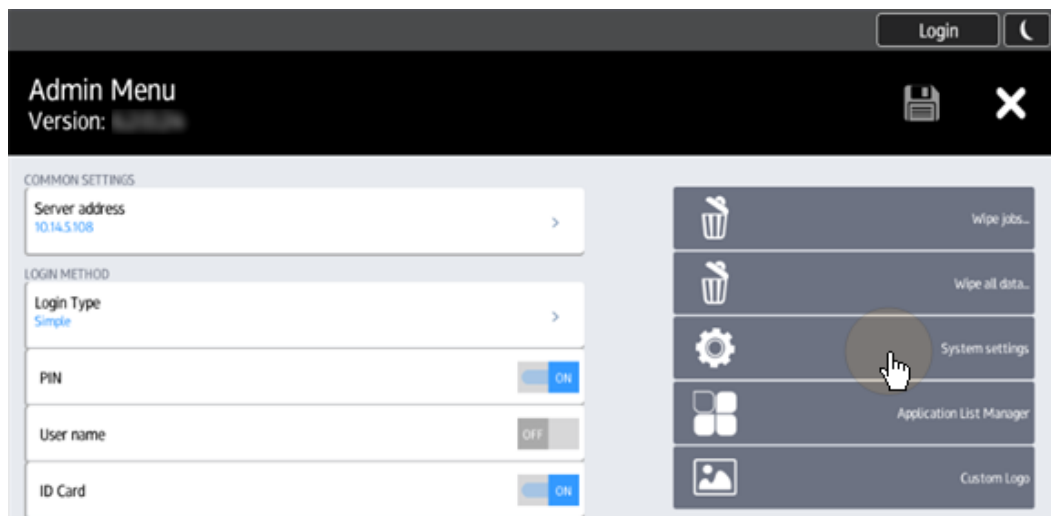 Login
Admin Menu
Version:
COMMON SETTINGS
Server address
10.14.5.108
LOGIN METHOD
Login Type
Simple
PIN
ON
User name
OFF
ID Card
ON
Wipe jobs...
Wipe all data...
System settings
Application List Manager
Custom Logo